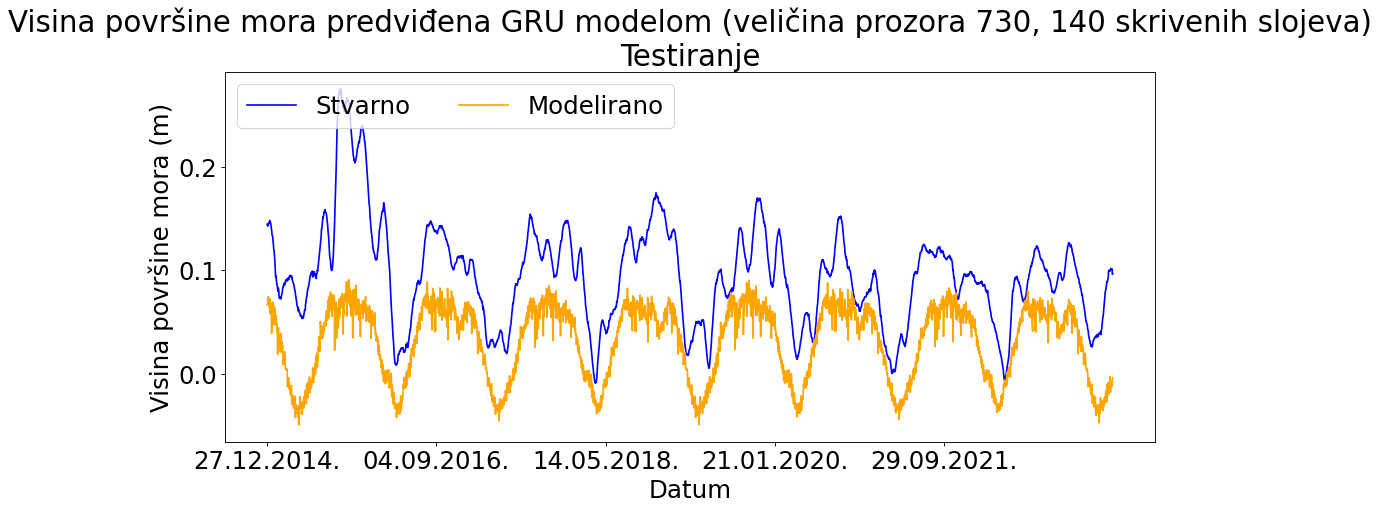 Visina površine mora predviđena GRU modelom (veličina prozora 730, 140 skrivenih slojeva)
Testiranje
Stvarno
Modelirano
Visina površine mora (m)
0.2
0.1
0.0
27.12.2014.
04.09.2016.
14.05.2018.
21.01.2020.
29.09.2021.
Datum